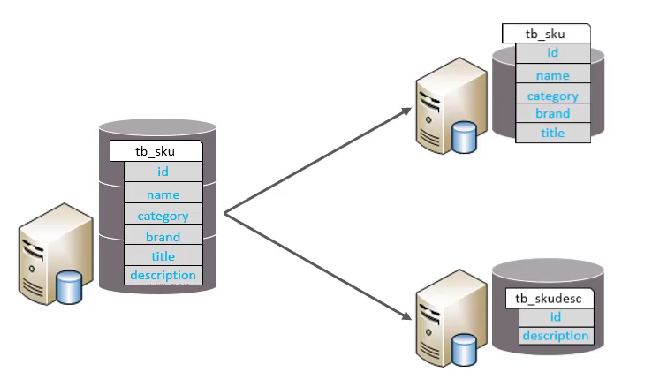 tb_sku
id
name
category
brand
title
description
tb_sku
id
name
category
brand
title
tb_skudesc
id
description